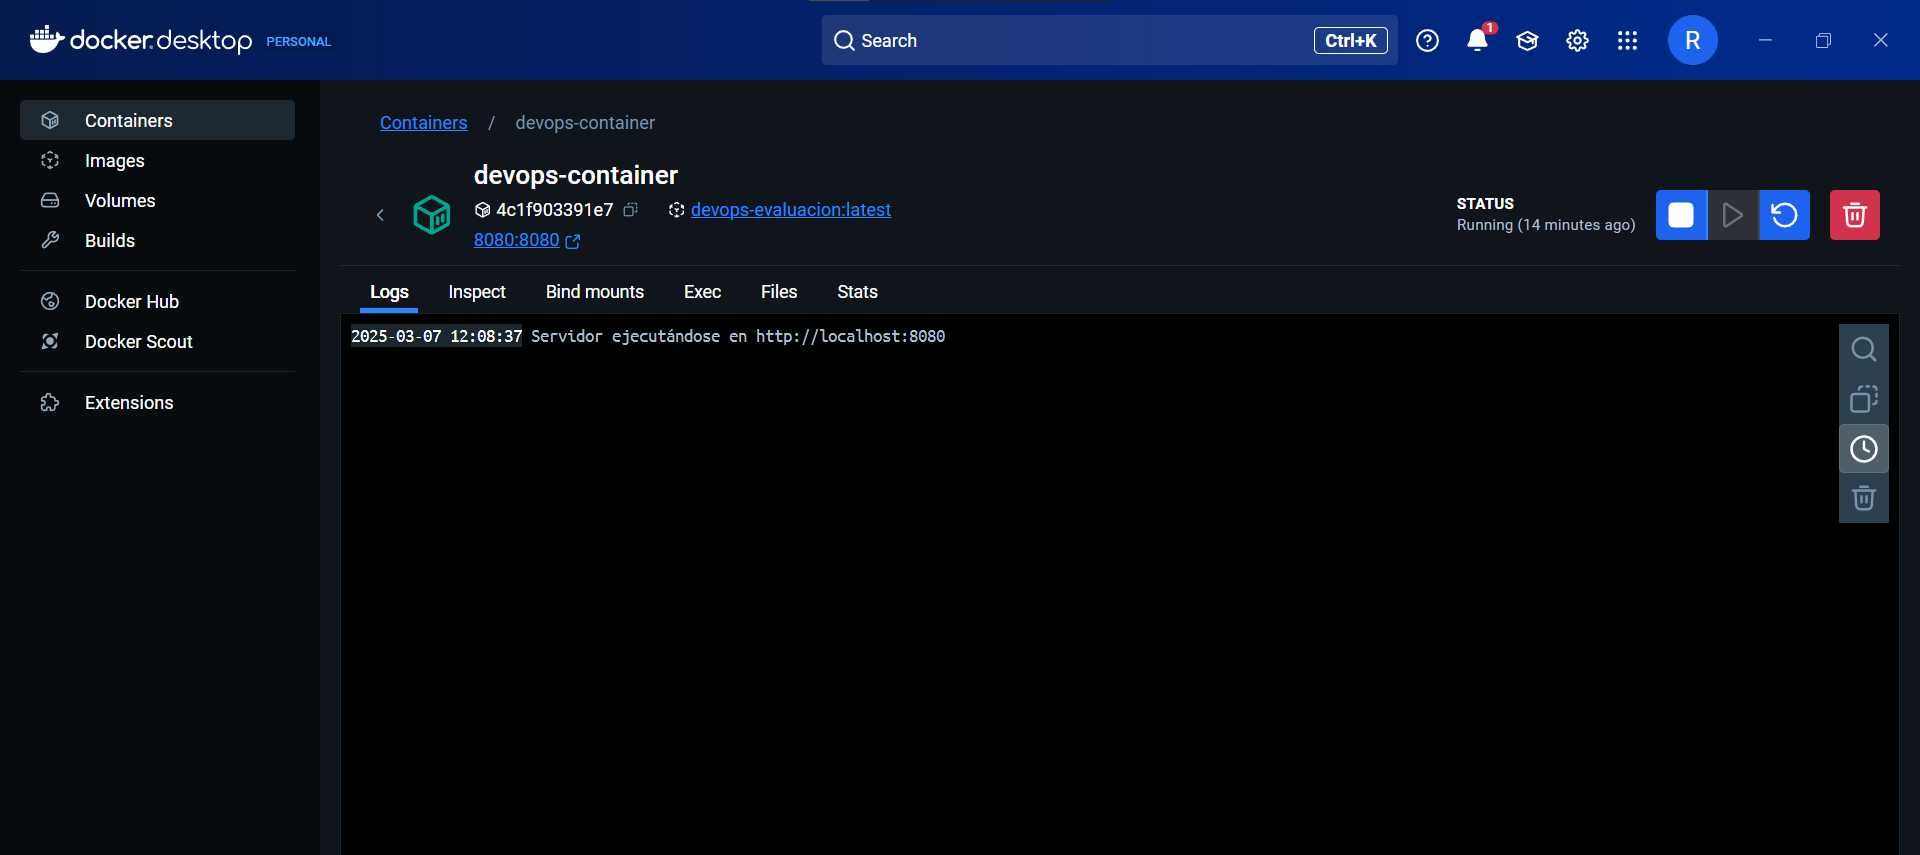 docker.desktop PERSONAL
Search Ctrl+K
1
R
Containers
Images
Volumes
Builds
Docker Hub
Docker Scout
Extensions
Containers / devops-container
devops-container
4c1f903391e7 devops-evaluacion:latest
8080:8080
STATUS
Running (14 minutes ago)
Logs Inspect Bind mounts Exec Files Stats
2025-03-07 12:08:37 Servidor ejecutándose en http://localhost:8080